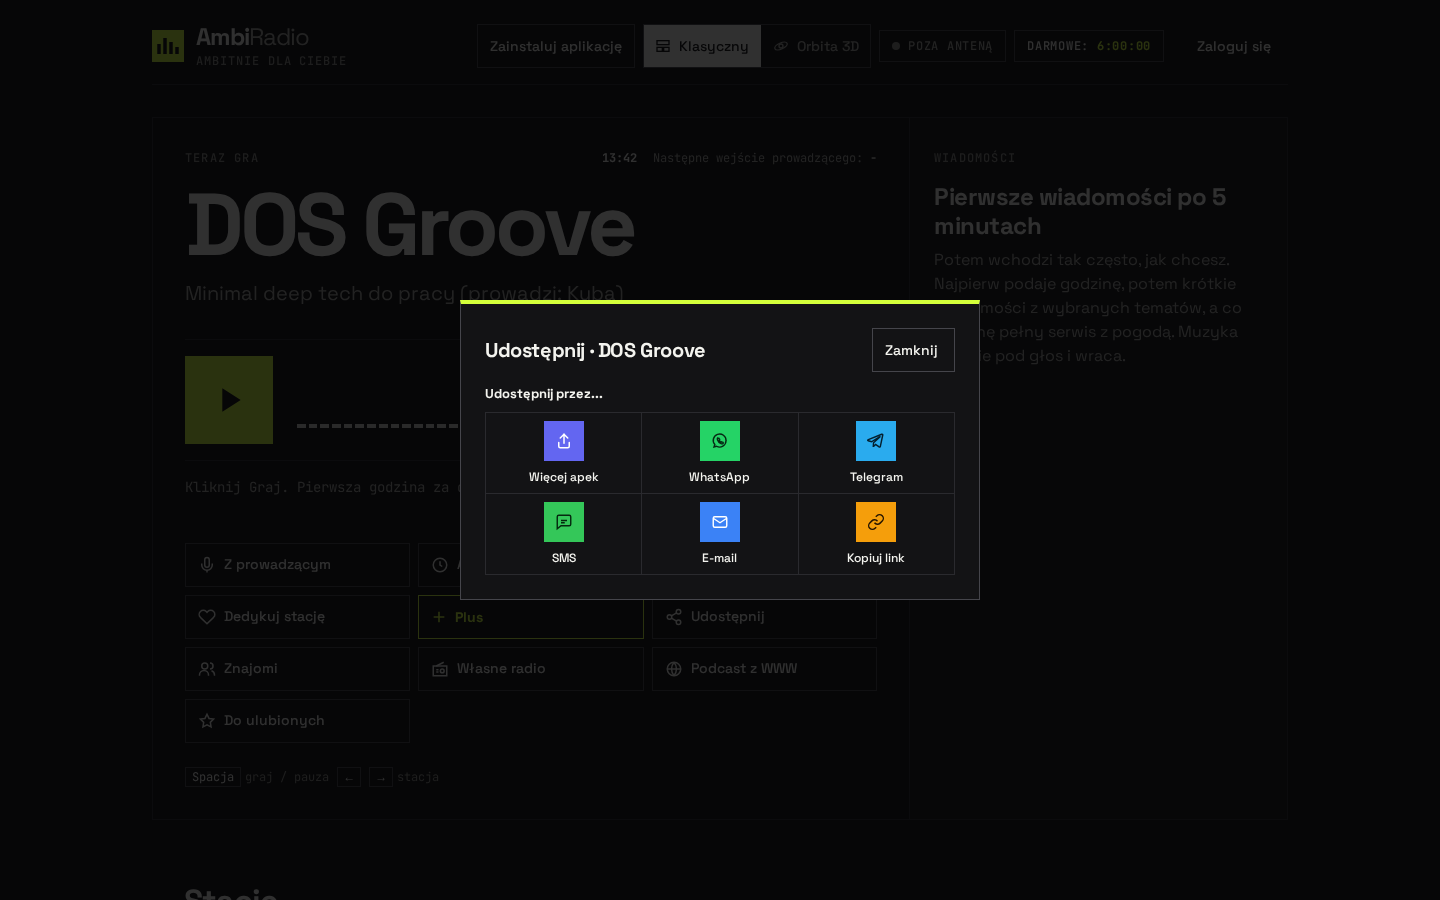 AmbiRadio
AMBITNIE DLA CIEBIE
Zainstaluj aplikację
Klasyczny
Orbita 3D
POZA ANTENĄ
DARMOWE: 6:00:00
Zaloguj się
TERAZ GRA
13:42 Następne wejście prowadzącego: -
DOS Groove
Minimal deep tech do pracy (prowadzi: Kuba)
Kliknij Graj. Pierwsza godzina za
WIADOMOŚCI
Pierwsze wiadomości po 5
minutach
Potem wchodzi tak często, jak chcesz.
Najpierw podaje godzinę, potem krótkie
mości z wybranych tematów, a co
pełny serwis z pogodą. Muzyka
pod głos i wraca.
Udostępnij · DOS Groove
Zamknij
Udostępnij przez...
Więcej apek
WhatsApp
Telegram
SMS
E-mail
Kopiuj link
Z prowadzącym
Dedykuj stację
Plus
Udostępnij
Znajomi
Własne radio
Podcast z WWW
Do ulubionych
Spacja graj / pauza ← → stacja
Stacje